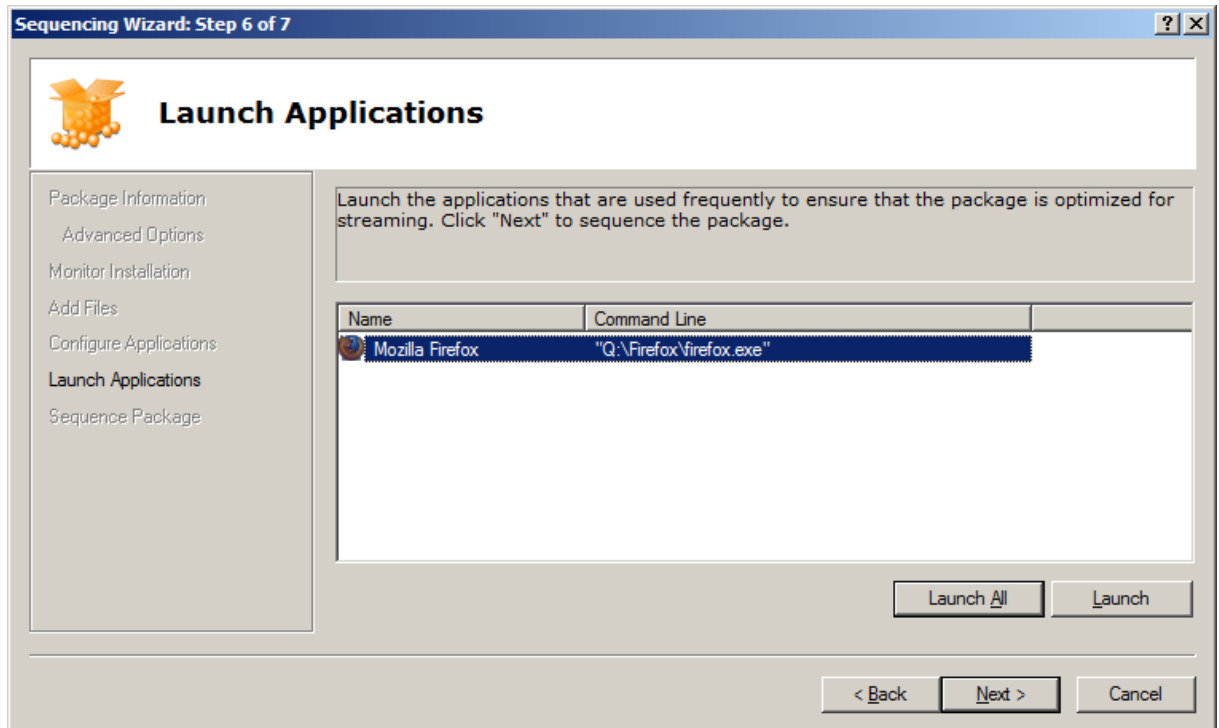 Sequencing Wizard: Step 6 of 7
Launch Applications
Package Information
Advanced Options
Monitor Installation
Add Files
Configure Applications
Launch Applications
Sequence Package
Launch the applications that are used frequently to ensure that the package is optimized for
streaming. Click "Next" to sequence the package.
Name Command Line
Mozilla Firefox "Q:\Firefox\firefox.exe"
Launch All Launch
< Back Next > Cancel